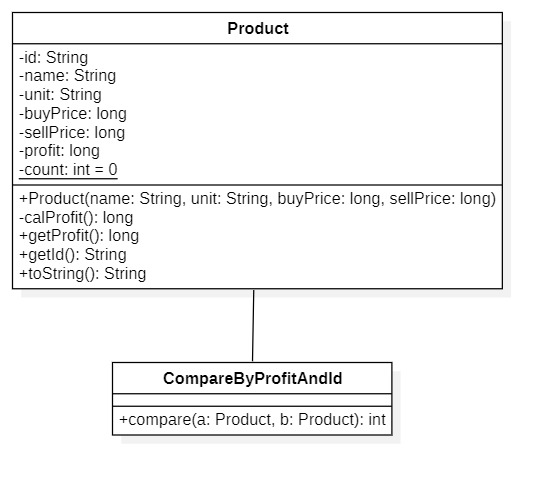 Product
-id: String
-name: String
-unit: String
-buyPrice: long
-sellPrice: long
-profit: long
-count: int = 0
+Product(name: String, unit: String, buyPrice: long, sellPrice: long)
-calProfit(): long
+getProfit(): long
+getId(): String
+toString(): String
CompareByProfitAndId
+compare(a: Product, b: Product): int